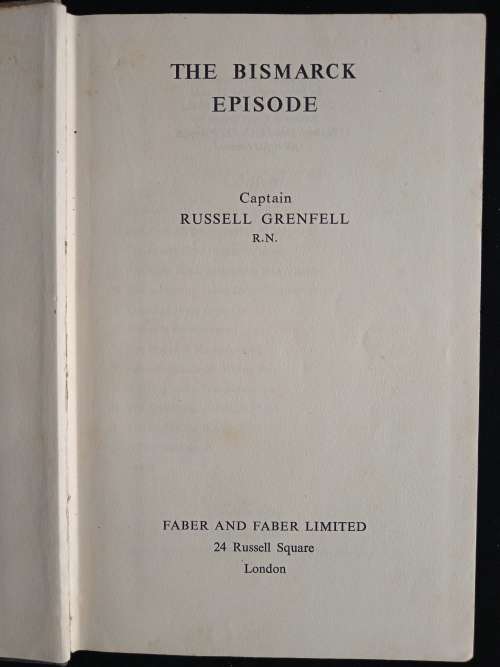 THE BISMARCK
EPISODE
Captain
RUSSELL GRENFELL
R.N.
FABER AND FABER LIMITED
24 Russell Square
London